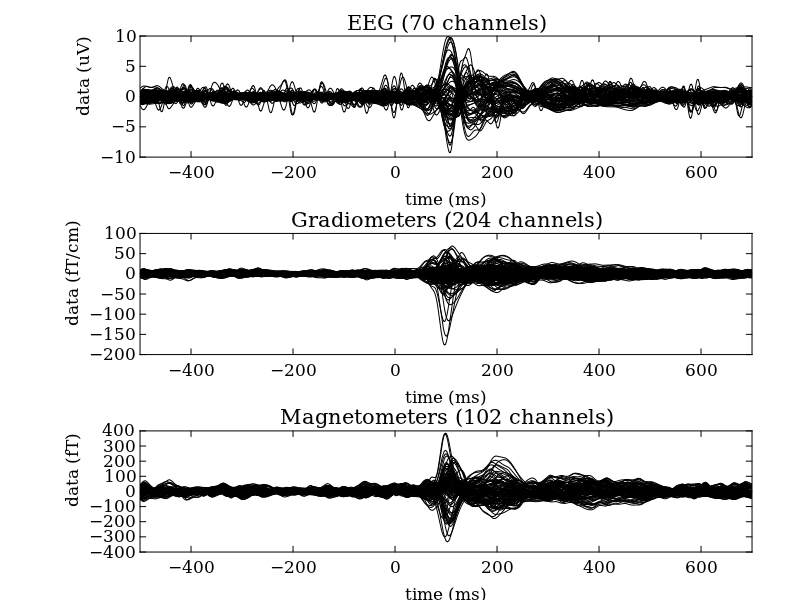 EEG (70 channels)
data (uV)
10
5
0
−5
−10
−400 −200 0 200 400 600
time (ms)
Gradiometers (204 channels)
data (fT/cm)
100
50
0
−50
−100
−150
−200
−400 −200 0 200 400 600
time (ms)
Magnetometers (102 channels)
data (fT)
400
300
200
100
0
−100
−200
−300
−400
−400 −200 0 200 400 600
time (ms)